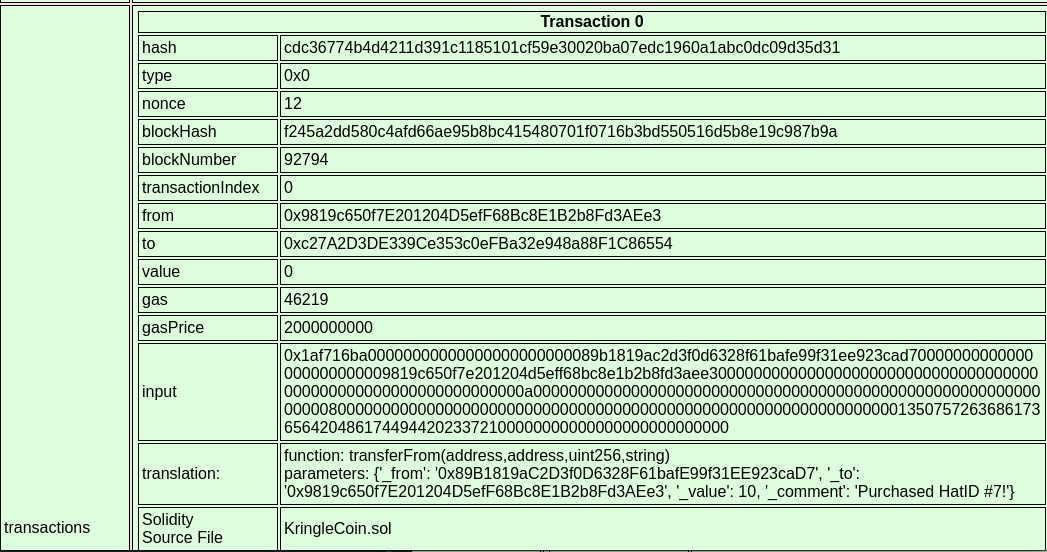 Transaction 0
hash cdc36774b4d4211d391c1185101cf59e30020ba07edc1960a1abc0dc09d35d31
type 0x0
nonce 12
blockHash f245a2dd580c4afd66ae95b8bc415480701f0716b3bd550516d5b8e19c987b9a
blockNumber 92794
transactionIndex 0
from 0x9819c650f7E201204D5efF68Bc8E1B2b8Fd3AEe3
to 0xc27A2D3DE339Ce353c0eFBa32e948a88F1C86554
value 0
gas 46219
gasPrice 2000000000
input
translation:
function: transferFrom(address,address,uint256,string)
parameters: {'_from': '0x89B1819aC2D3f0D6328F61bafE99f31EE923caD7', '_to':
'0x9819c650f7E201204D5efF68Bc8E1B2b8Fd3AEe3', '_value': 10, '_comment': 'Purchased HatID #7!'}
transactions
Solidity
Source File
KringleCoin.sol